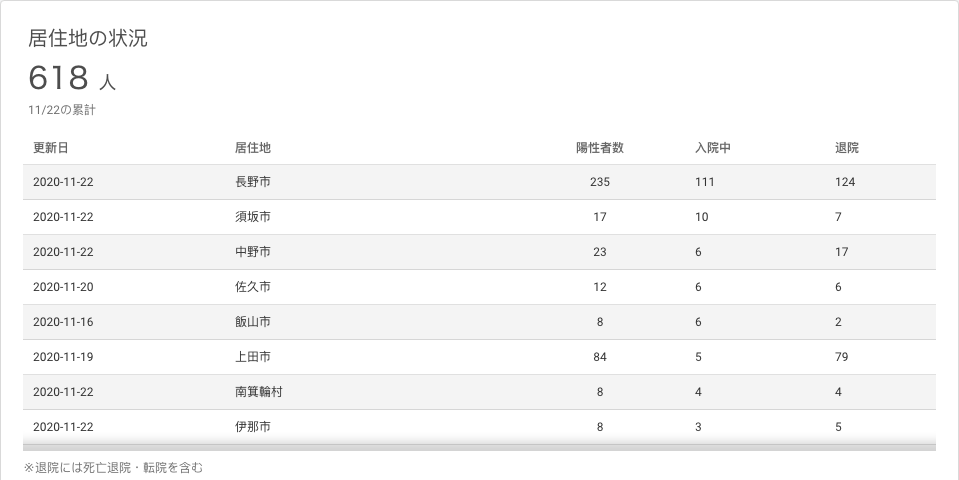 居住地の状況
618 人
11/22の累計
更新日 居住地 陽性者数 入院中 退院
2020-11-22 長野市 235 111 124
2020-11-22 須坂市 17 10 7
2020-11-22 中野市 23 6 17
2020-11-20 佐久市 12 6 6
2020-11-16 飯山市 8 6 2
2020-11-19 上田市 84 5 79
2020-11-22 南箕輪村 8 4 4
2020-11-22 伊那市 8 3 5
※退院には死亡退院・転院を含む